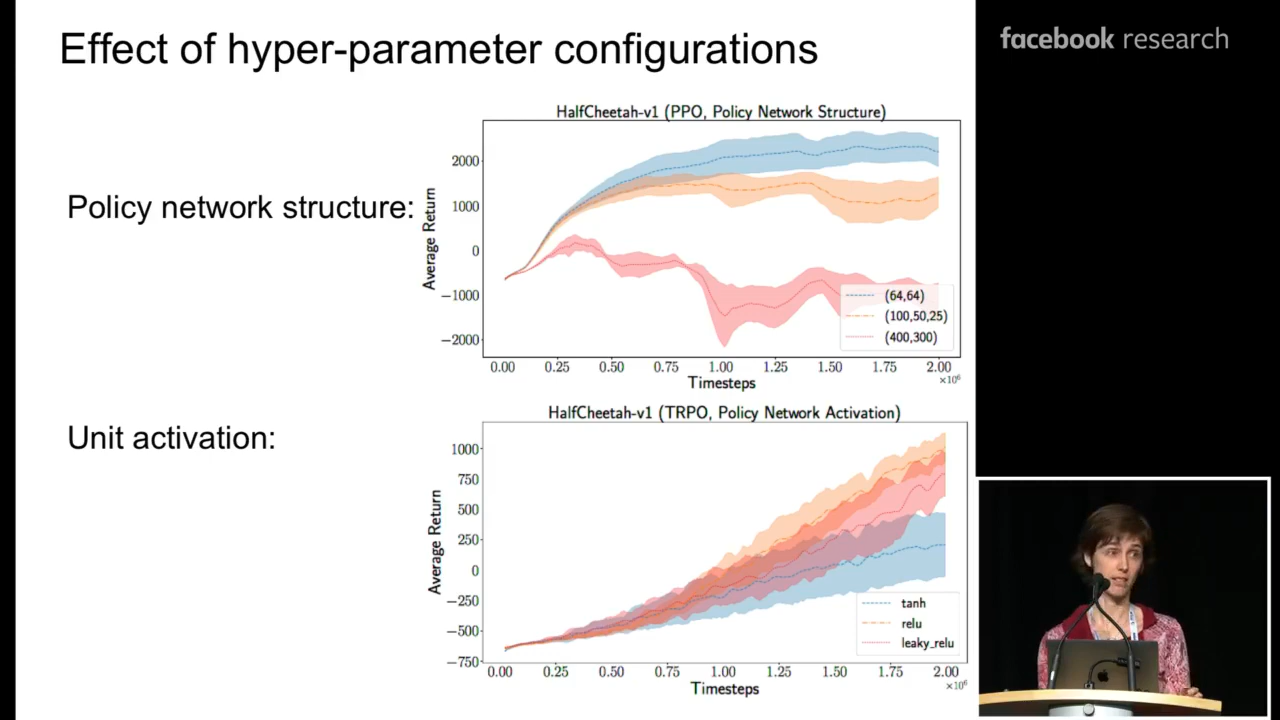 Effect of hyper-parameter configurations
facebook research
HalfCheetah-v1 (PPO, Policy Network Structure)
Policy network structure:
Average Return
2000
1000
0
−1000
−2000
(64,64)
(100,50,25)
(400,300)
0.00 0.25 0.50 0.75 1.00 1.25 1.50 1.75 2.00
Timesteps
×10⁶
HalfCheetah-v1 (TRPO, Policy Network Activation)
Unit activation:
Average Return
1000
750
500
250
0
−250
−500
−750
tanh
relu
leaky_relu
0.00 0.25 0.50 0.75 1.00 1.25 1.50 1.75 2.00
Timesteps
×10⁶